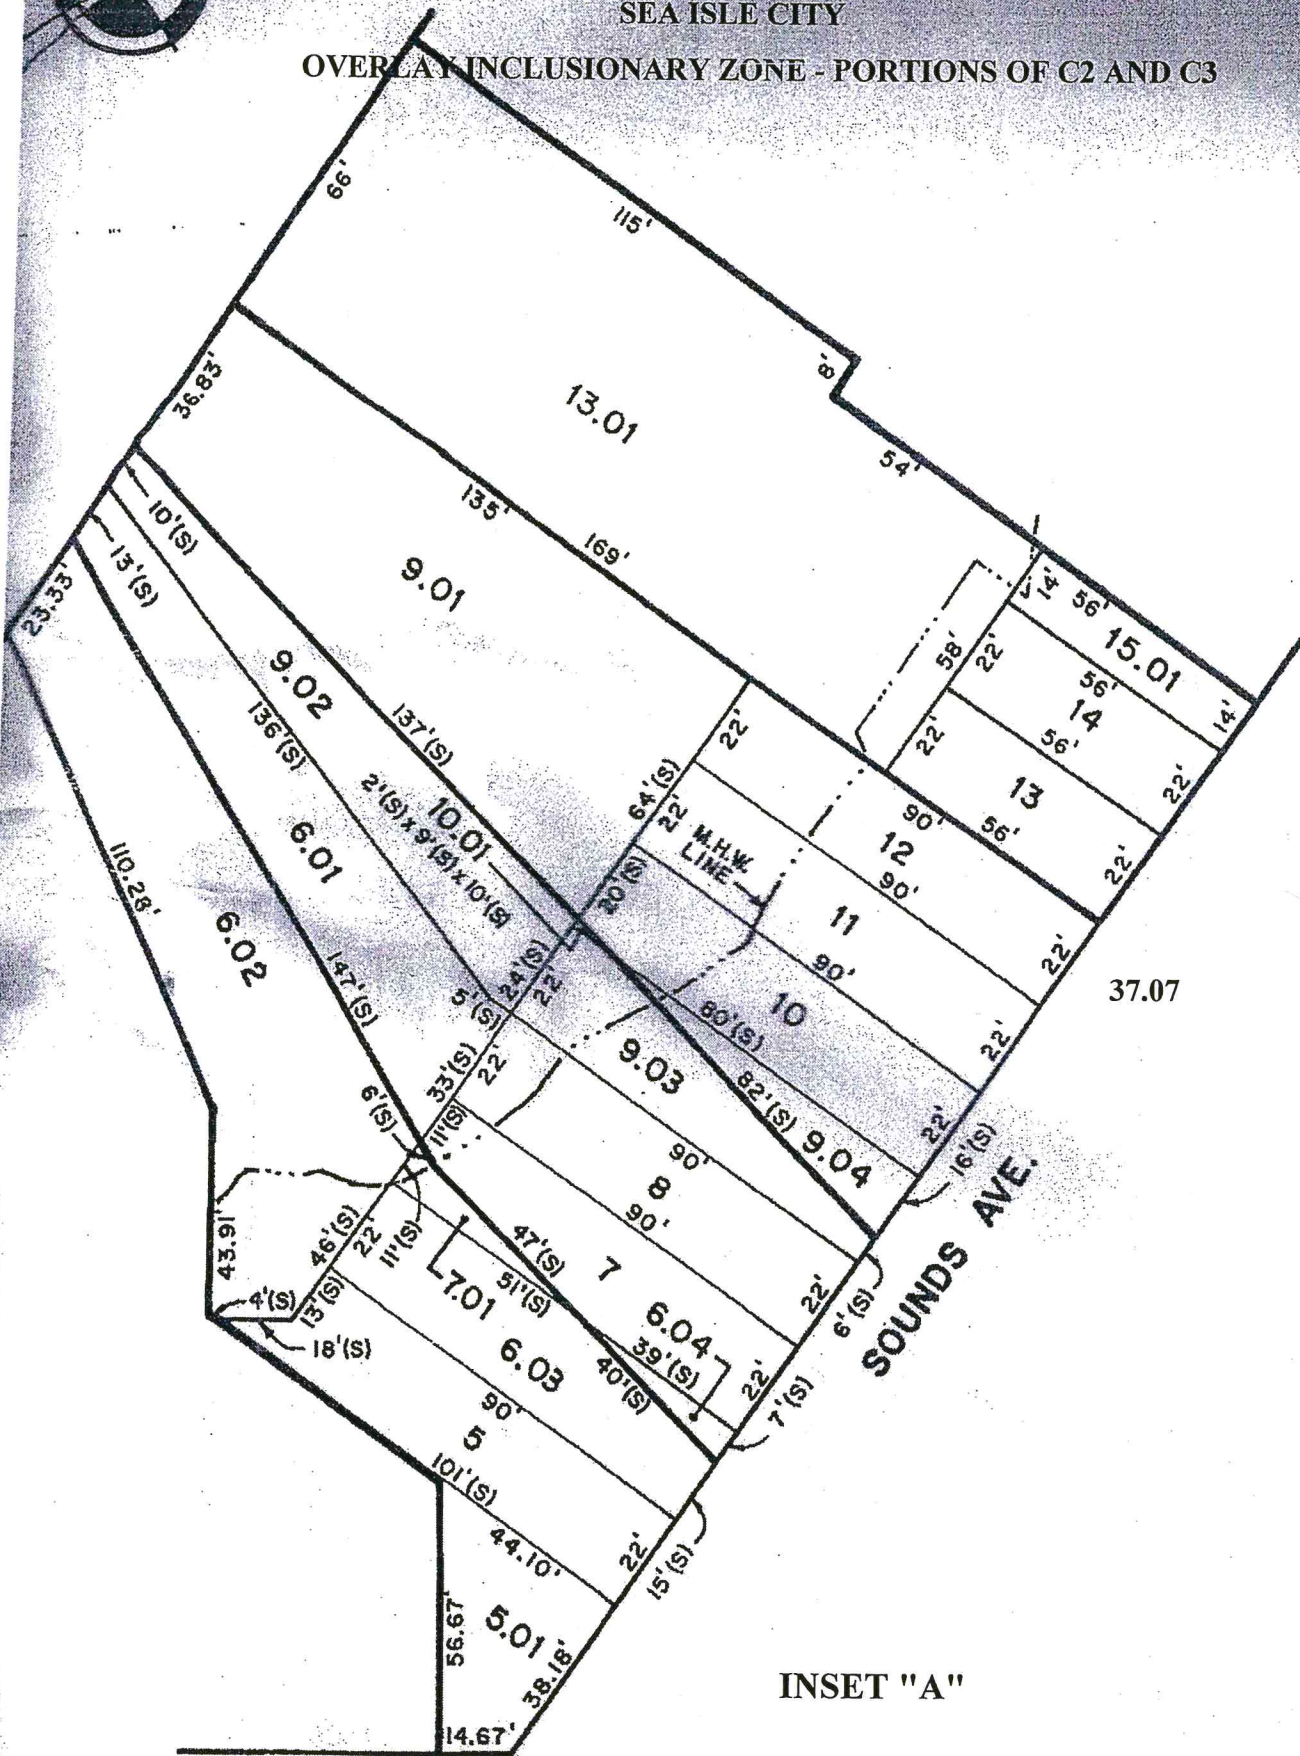 SEA ISLE CITY
OVERLAY INCLUSIONARY ZONE - PORTIONS OF C2 AND C3
66'
115'
8'
36.83'
13.01
54'
10'(S)
135'
169'
13'(S)
9.01
14'
56'
15.01
23.33'
58'
22'
56'
14
14'
9.02
137'(S)
22'
22'
56'
22'
136'(S)
64'(S)
22'
13
2'(S) x 9'(S) x 10'(S)
10.01
M.H.W.
LINE
90'
56'
12
22'
6.01
20'(S)
90'
110.28'
11
22'
6.02
24'(S)
22'
90'
37.07
147'(S)
5'(S)
80'(S)
10
22'
9.03
33'(S)
22'
82'(S)
9.04
22'
16'(S)
6'(S)
11'(S)
90'
8
90'
43.91'
46'(S)
22'
11'(S)
47'(S)
7
22'
6'(S)
SOUNDS AVE.
4'(S)
13'(S)
7.01
51'(S)
6.04
18'(S)
6.03
39'(S)
22'
40'(S)
7'(S)
90'
5
101'(S)
44.10'
22'
15'(S)
56.67'
5.01
38.18'
INSET "A"
14.67'